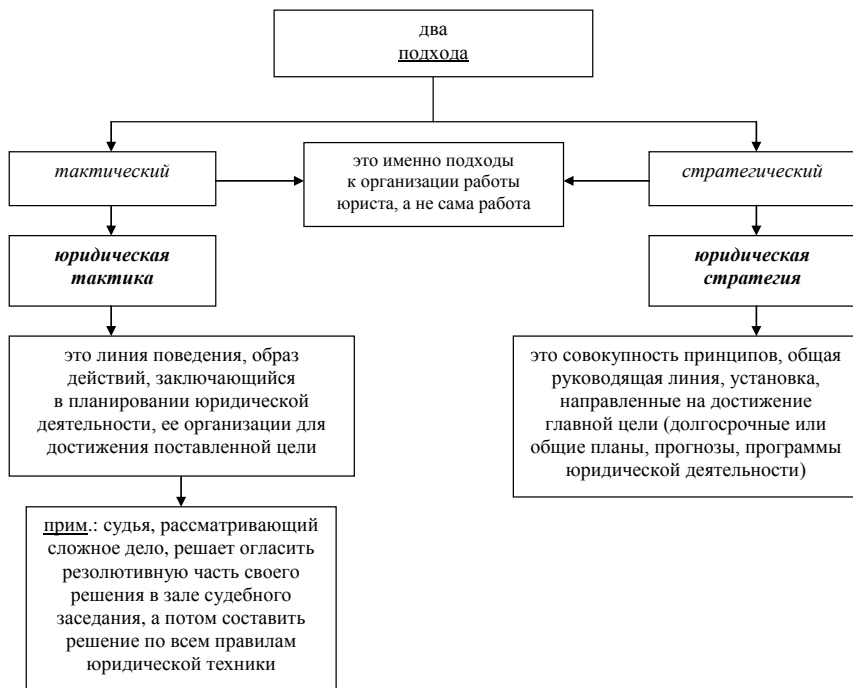 два
подхода
тактический
это именно подходы
к организации работы
юриста, а не сама работа
стратегический
юридическая
тактика
юридическая
стратегия
это линия поведения, образ
действий, заключающийся
в планировании юридической
деятельности, ее организации для
достижения поставленной цели
это совокупность принципов, общая
руководящая линия, установка,
направленные на достижение
главной цели (долгосрочные или
общие планы, прогнозы, программы
юридической деятельности)
прим.: судья, рассматривающий
сложное дело, решает огласить
резолютивную часть своего
решения в зале судебного
заседания, а потом составить
решение по всем правилам
юридической техники